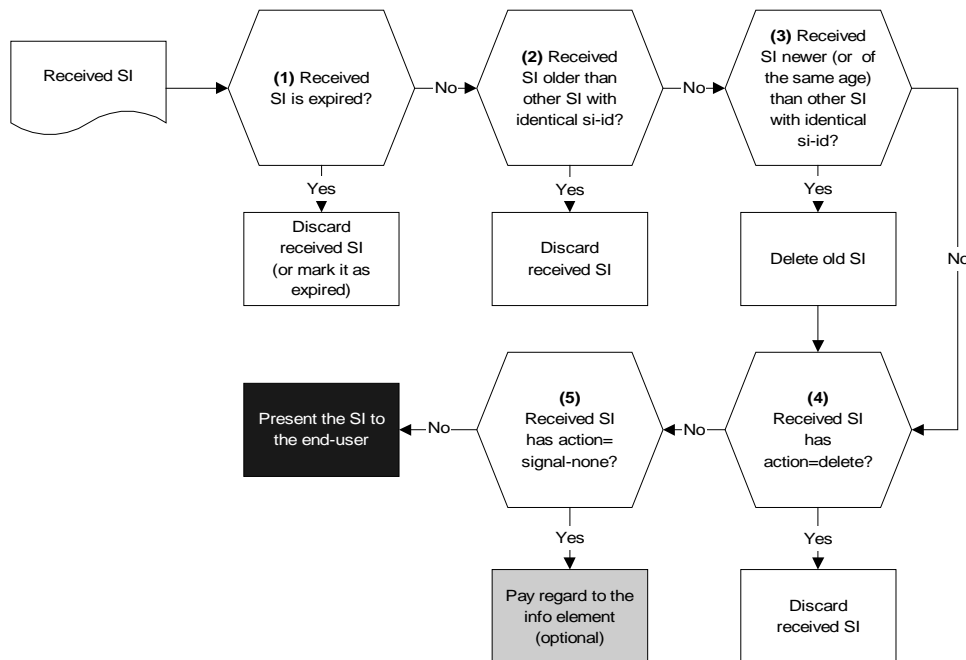 Received SI
(1) Received
SI is expired?
No
(2) Received
SI older than
other SI with
identical si-id?
No
(3) Received
SI newer (or of
the same age)
than other SI
with identical
si-id?
Yes
Yes
Yes
Discard
received SI
(or mark it as
expired)
Discard
received SI
Delete old SI
No
Present the SI to
the end-user
No
(5)
Received SI
has action=
signal-none?
No
(4)
Received SI
has
action=delete?
Yes
Yes
Pay regard to the
info element
(optional)
Discard
received SI